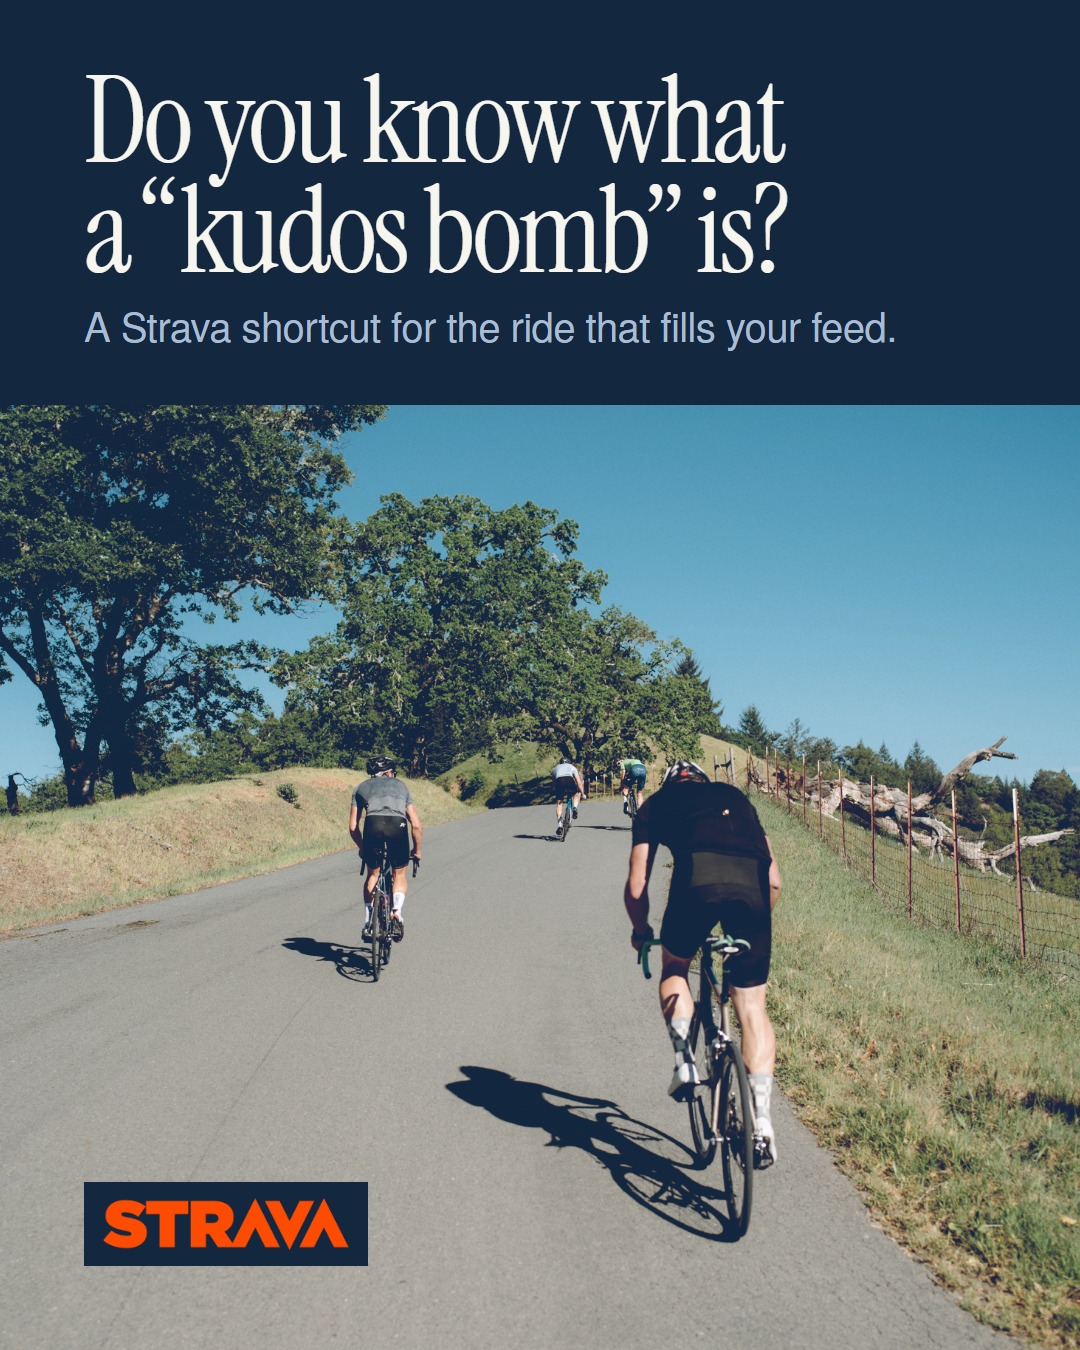 Do you know what
a “kudos bomb” is?
A Strava shortcut for the ride that fills your feed.
STRAVA